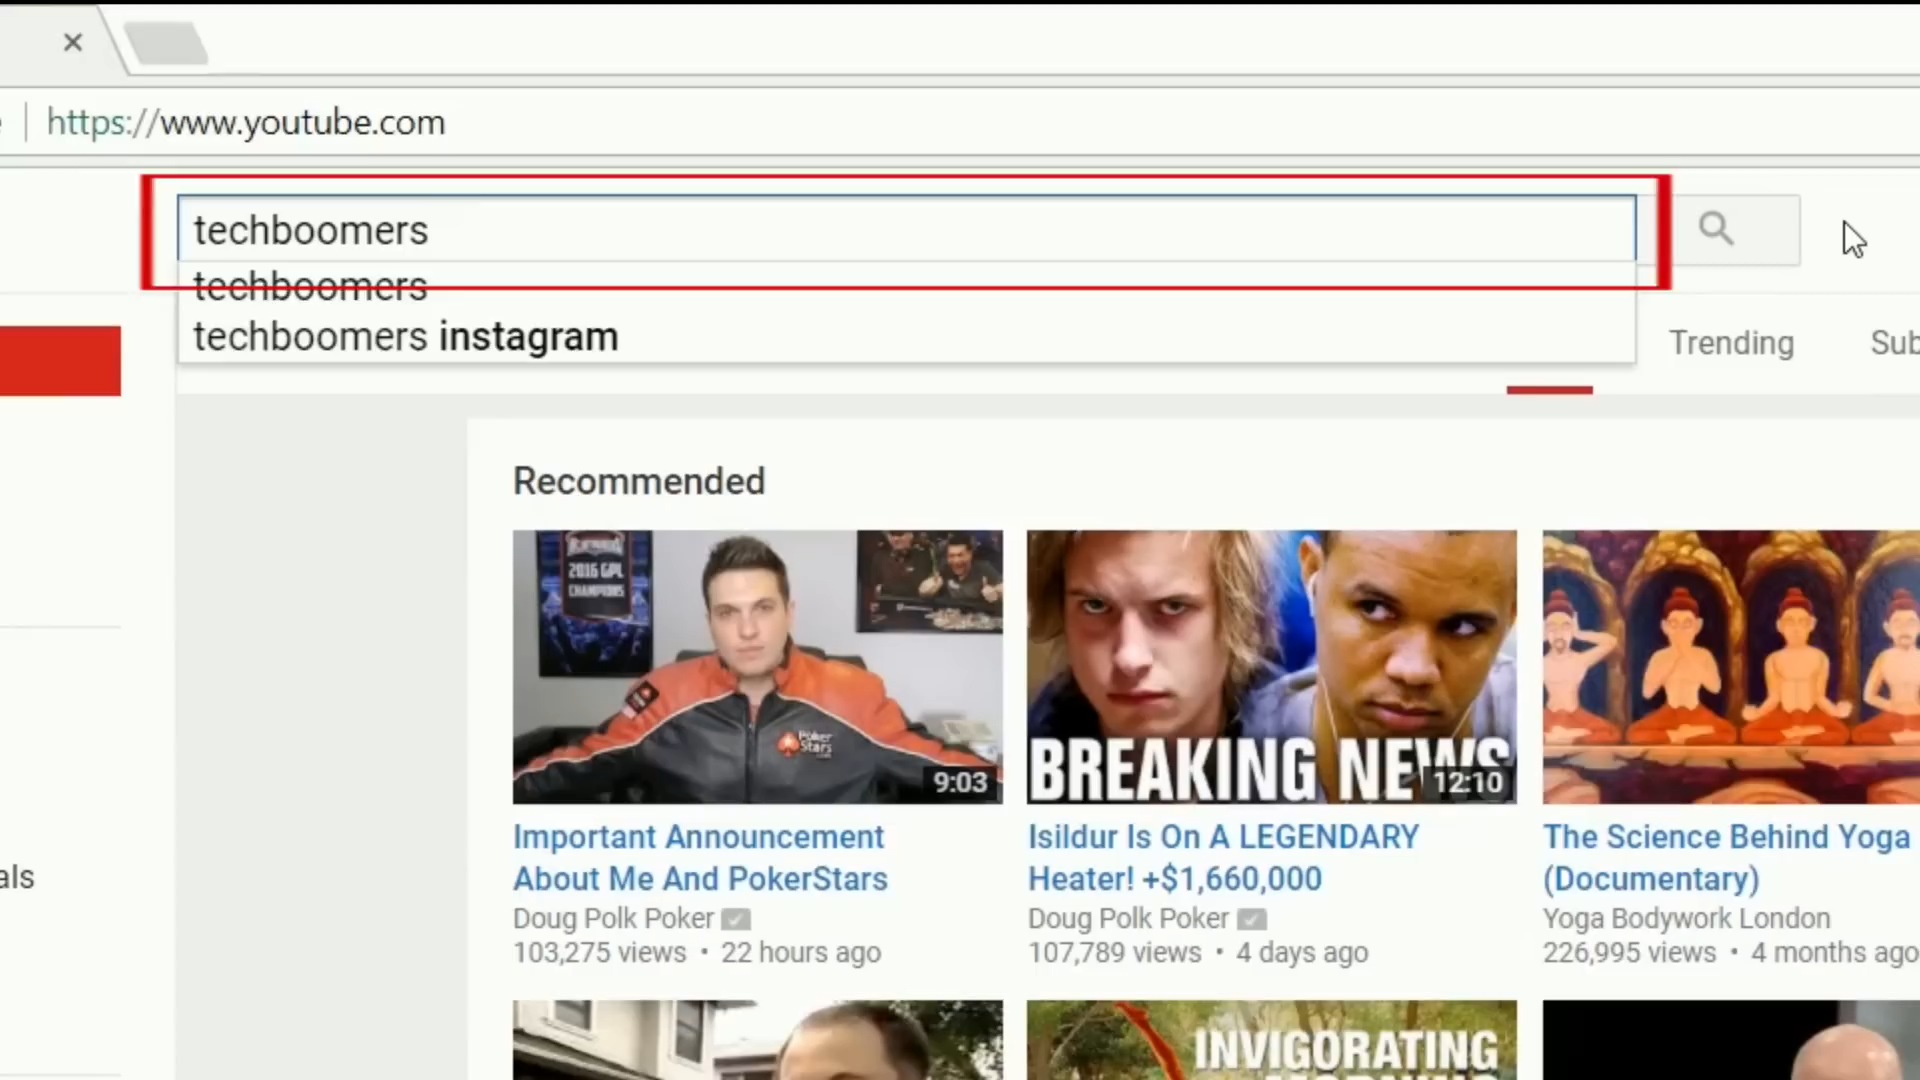 https://www.youtube.com
techboomers
techboomers
techboomers instagram
Trending
Sub
Recommended
2016 GPL
CHAMPIONS
Poker
Stars
9:03
BREAKING NEWS
12:10
Important Announcement
About Me And PokerStars
Doug Polk Poker
103,275 views • 22 hours ago
Isildur Is On A LEGENDARY
Heater! +$1,660,000
Doug Polk Poker
107,789 views • 4 days ago
The Science Behind Yoga
(Documentary)
Yoga Bodywork London
226,995 views • 4 months ago
als
INVIGORATING